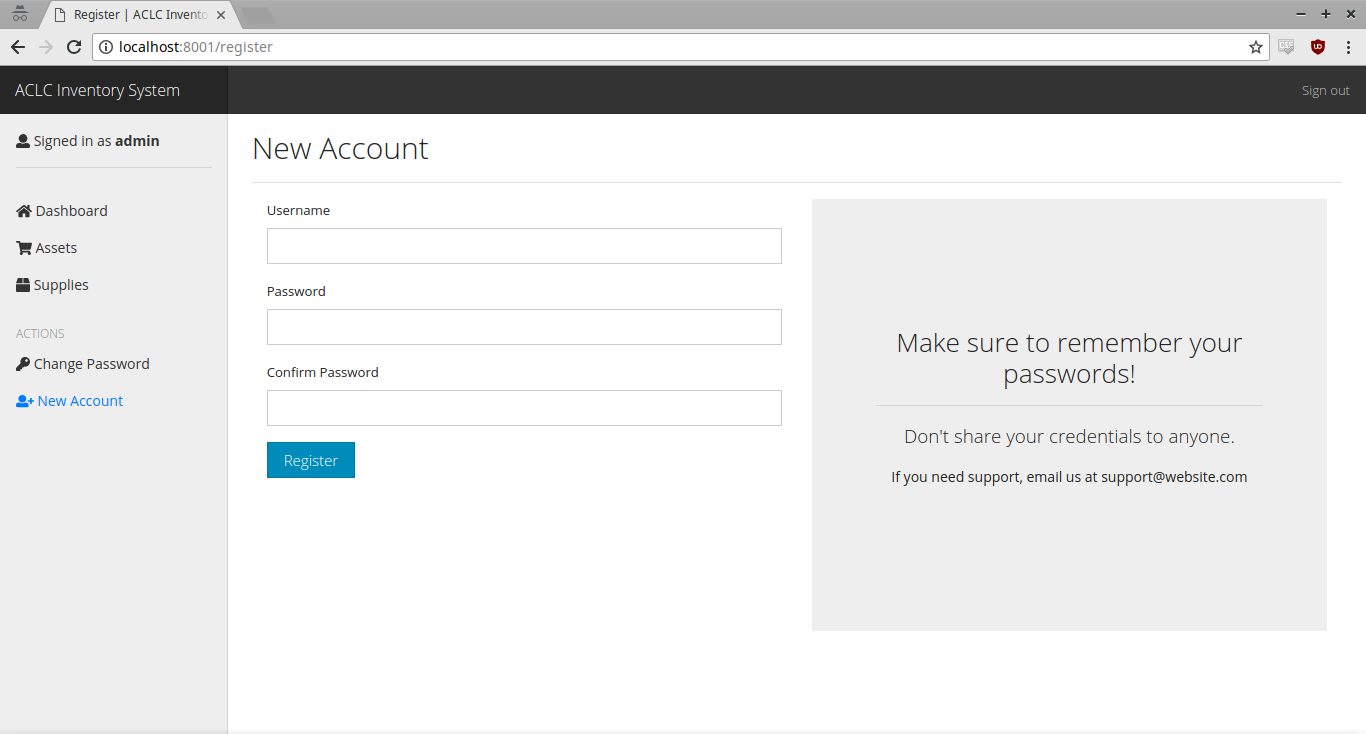 Register | ACLC Invento
localhost:8001/register
ACLC Inventory System
Sign out
Signed in as admin
Dashboard
Assets
Supplies
ACTIONS
Change Password
New Account
New Account
Username
Password
Confirm Password
Register
Make sure to remember your
passwords!
Don't share your credentials to anyone.
If you need support, email us at support@website.com